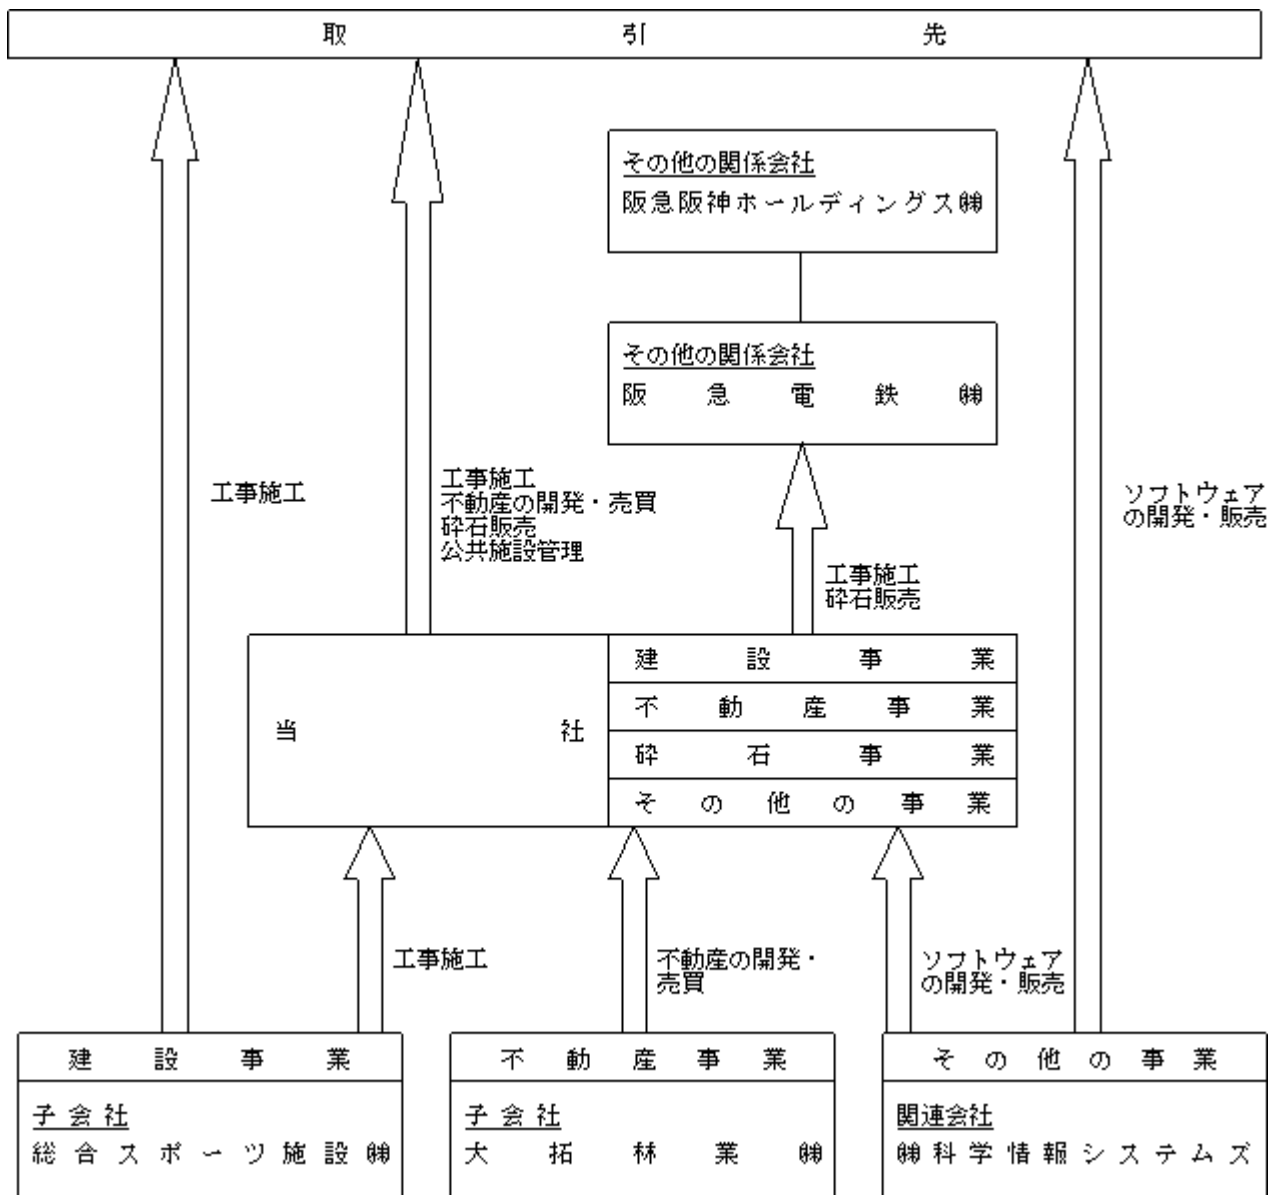 取引先
その他の関係会社
阪急阪神ホールディングス㈱
その他の関係会社
阪急電鉄㈱
工事施工
工事施工
不動産の開発・売買
砕石販売
公共施設管理
ソフトウェア
の開発・販売
工事施工
砕石販売
当社
建設事業
不動産事業
砕石事業
その他の事業
工事施工
不動産の開発・
売買
ソフトウェア
の開発・販売
建設事業
子会社
総合スポーツ施設㈱
不動産事業
子会社
大拓林業㈱
その他の事業
関連会社
㈱科学情報システムズ